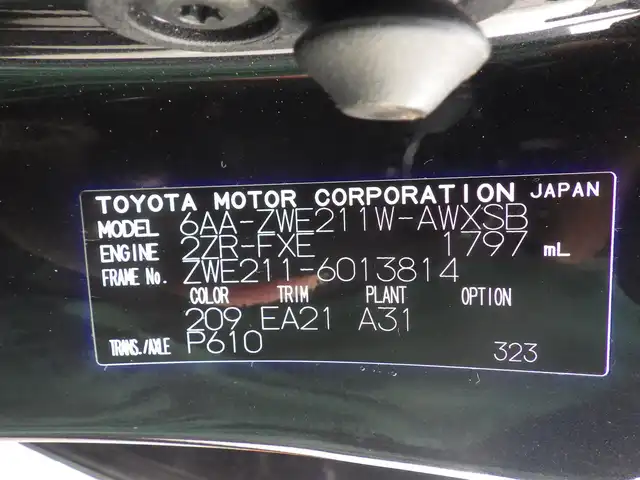 TOYOTA MOTOR CORPORATION JAPAN
MODEL 6AA-ZWE211W-AWXSB
ENGINE 2ZR-FXE 1797 mL
FRAME No. ZWE211-6013814
COLOR TRIM PLANT OPTION
209 EA21 A31
TRANS./AXLE P610 323